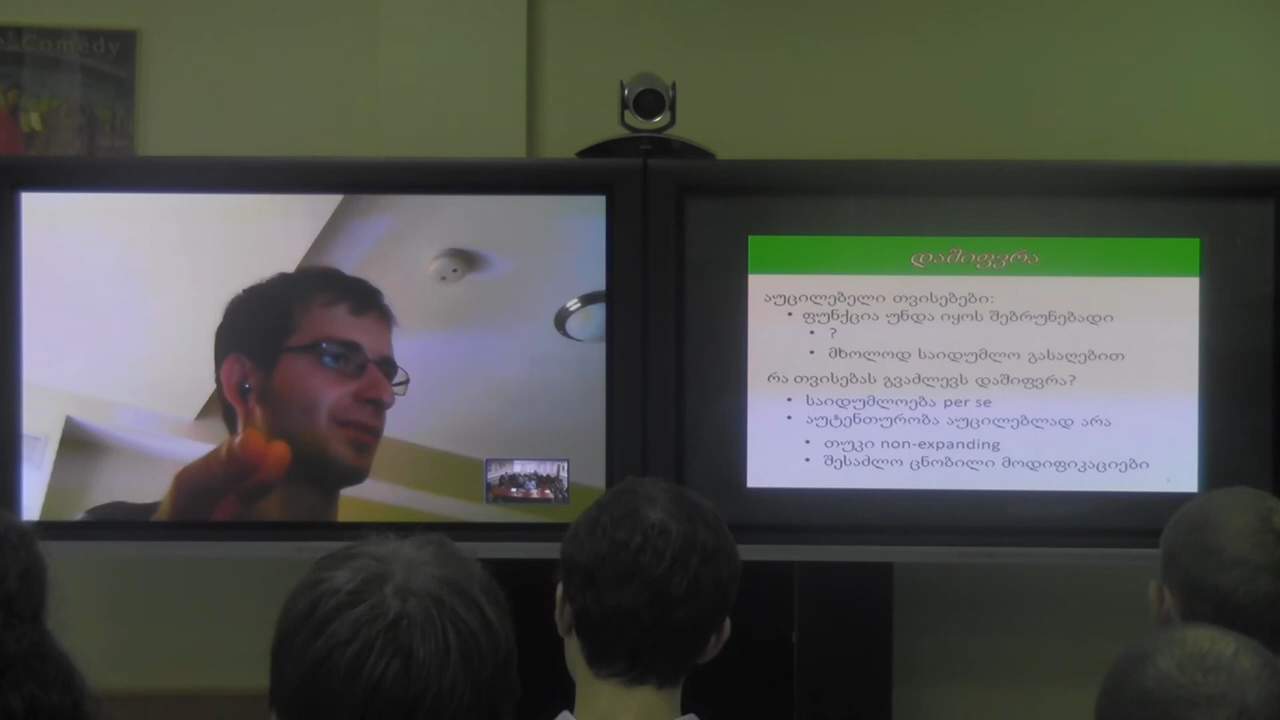 Comedy
დაშიფვრა
აუცილებელი თვისებები:
• ფუნქცია უნდა იყოს შებრუნებადი
• ?
• მხოლოდ საიდუმლო გასაღებით
რა თვისებას გვაძლევს დაშიფვრა?
• საიდუმლოება per se
• აუტენთურობა აუცილებლად არა
• თუკი non-expanding
• შესაძლო ცნობილი მოდიფიკაციები